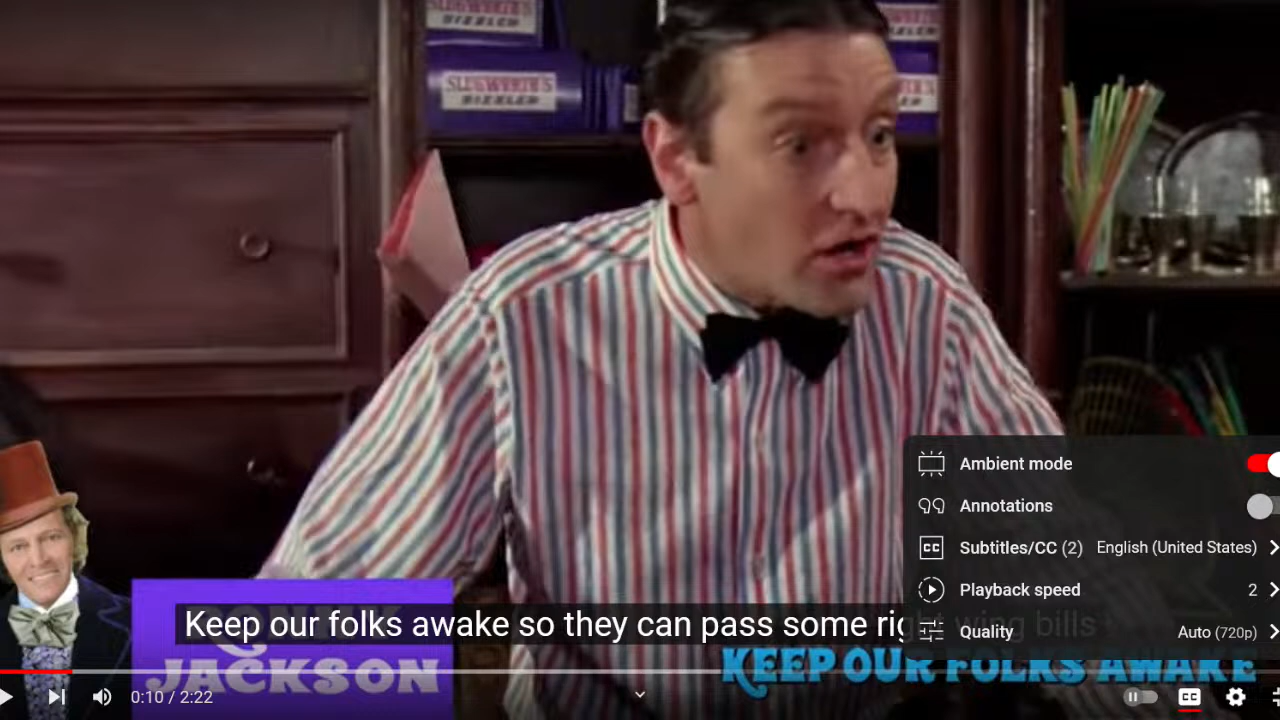 SLUGWORTH'S
SIZZLER
SLUGWORTH'S
SIZZLER
Ambient mode
Annotations
Subtitles/CC (2) English (United States)
Playback speed 2
Quality Auto (720p)
Keep our folks awake so they can pass some right wing bills
JACKSON
KEEP OUR FOLKS AWAKE
0:10 / 2:22
CC